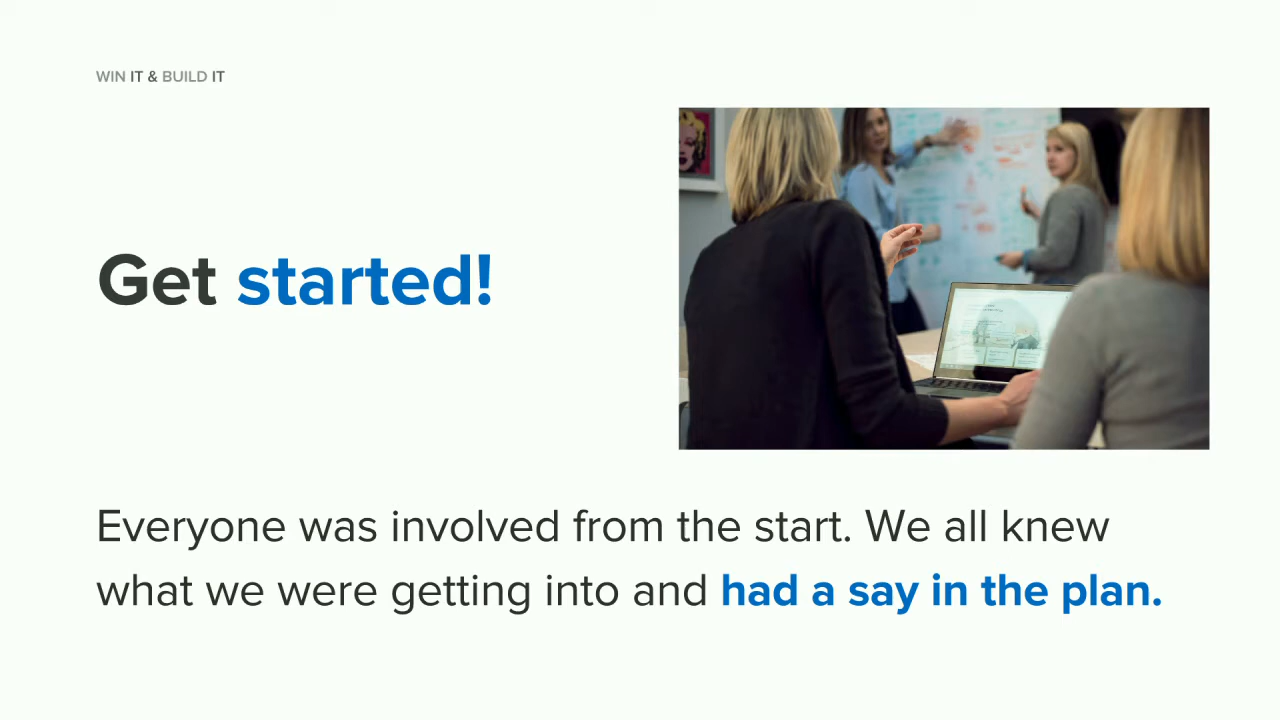 WIN IT & BUILD IT
Get started!
Everyone was involved from the start. We all knew
what we were getting into and had a say in the plan.